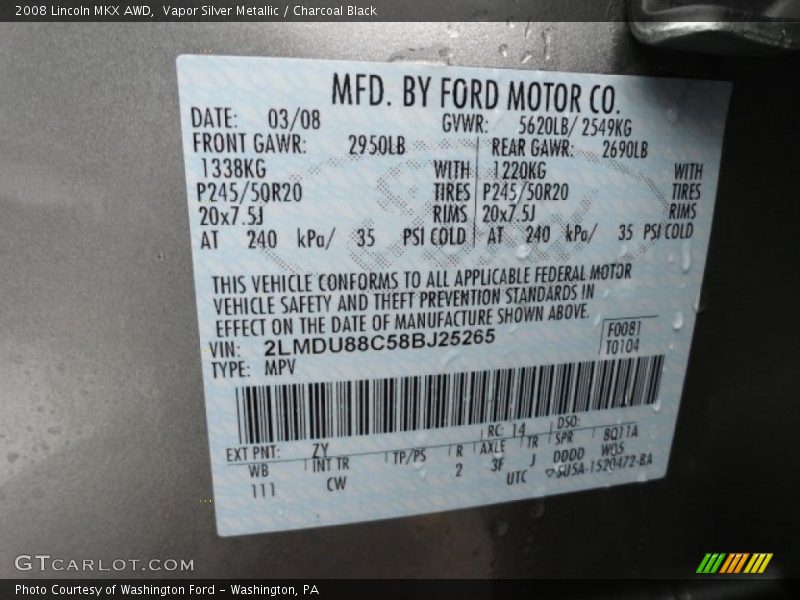 2008 Lincoln MKX AWD, Vapor Silver Metallic / Charcoal Black
MFD. BY FORD MOTOR CO.
DATE: 03/08 GVWR: 5620LB/ 2549KG
FRONT GAWR: 2950LB REAR GAWR: 2690LB
1338KG WITH 1220KG WITH
P245/50R20 TIRES P245/50R20 TIRES
20x7.5J RIMS 20x7.5J RIMS
AT 240 kPa/ 35 PSI COLD AT 240 kPa/ 35 PSI COLD
THIS VEHICLE CONFORMS TO ALL APPLICABLE FEDERAL MOTOR
VEHICLE SAFETY AND THEFT PREVENTION STANDARDS IN
EFFECT ON THE DATE OF MANUFACTURE SHOWN ABOVE.
VIN: 2LMDU88C58BJ25265 F0081
TYPE: MPV T0104
EXT PNT: ZY RC: 14 DSO:
WB INT TR TP/PS R AXLE TR SPR 8Q11A
111 CW 2 3F J DDDD WQ5
UTC
GTCARLOT.COM
Photo Courtesy of Washington Ford - Washington, PA